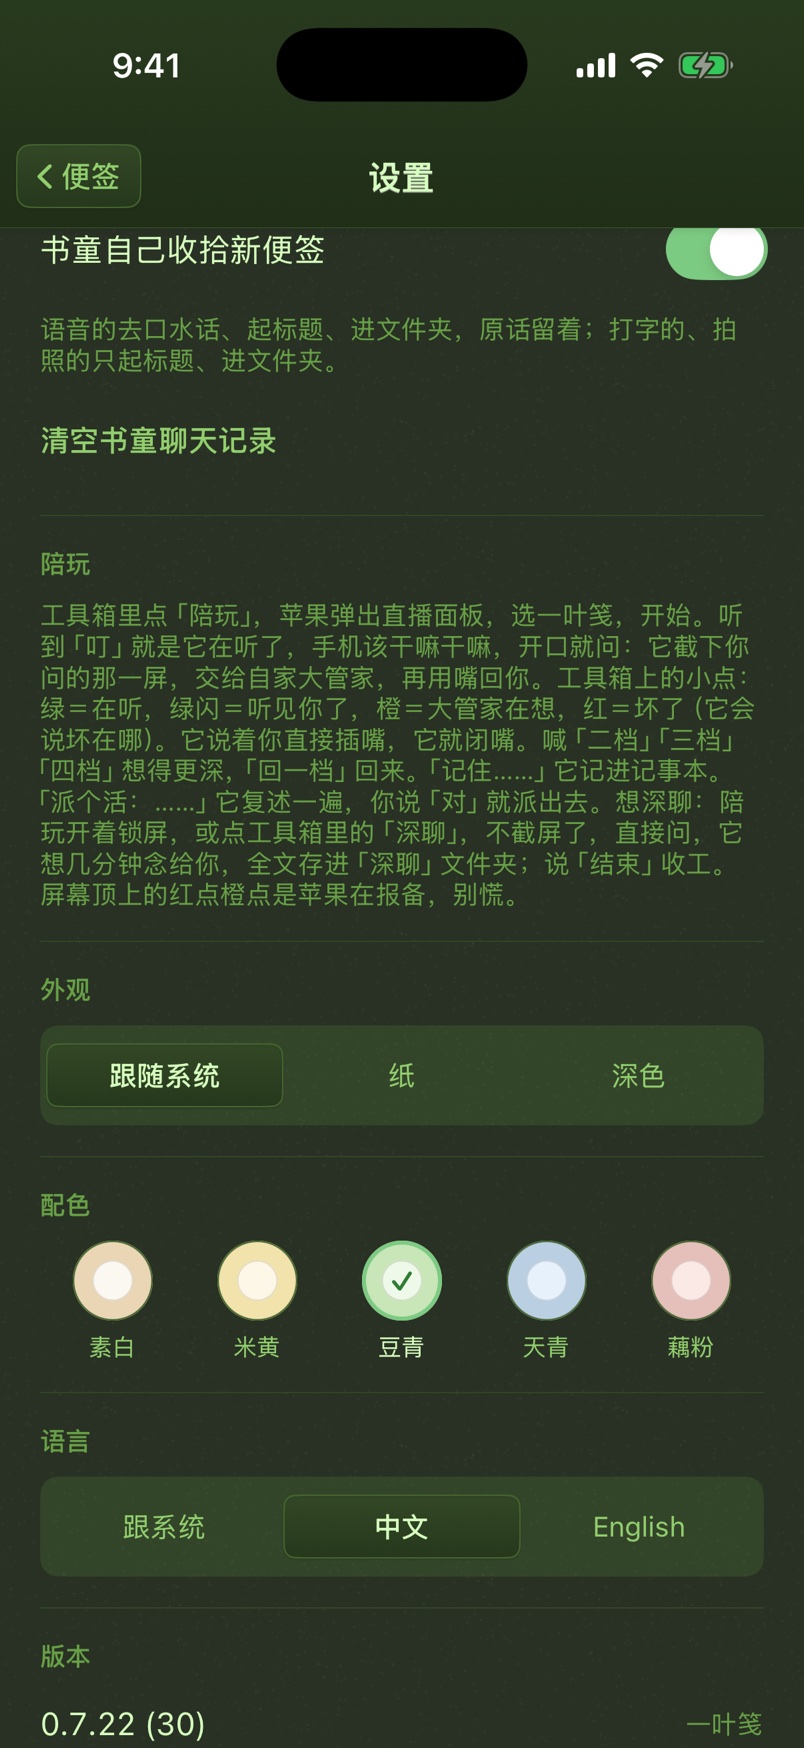 9:41
便签
设置
书童自己收拾新便签
语音的去口水话、起标题、进文件夹，原话留着；打字的、拍
照的只起标题、进文件夹。
清空书童聊天记录
陪玩
工具箱里点「陪玩」，苹果弹出直播面板，选一叶笺，开始。听
到「叮」就是它在听了，手机该干嘛干嘛，开口就问：它截下你
问的那一屏，交给自家大管家，再用嘴回你。工具箱上的小点：
绿＝在听，绿闪＝听见你了，橙＝大管家在想，红＝坏了（它会
说坏在哪）。它说着你直接插嘴，它就闭嘴。喊「二档」「三档」
「四档」想得更深，「回一档」回来。「记住……」它记进记事本。
「派个活：……」它复述一遍，你说「对」就派出去。想深聊：陪
玩开着锁屏，或点工具箱里的「深聊」，不截屏了，直接问，它
想几分钟念给你，全文存进「深聊」文件夹；说「结束」收工。
屏幕顶上的红点橙点是苹果在报备，别慌。
外观
跟随系统 纸 深色
配色
素白 米黄 豆青 天青 藕粉
语言
跟系统 中文 English
版本
0.7.22 (30) 一叶笺